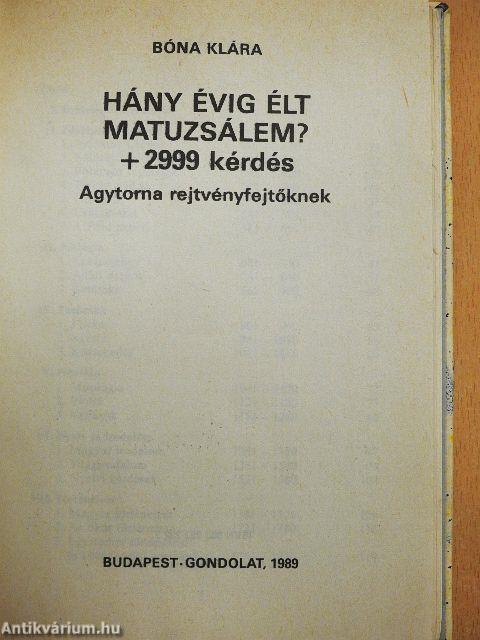 BÓNA KLÁRA
HÁNY ÉVIG ÉLT
MATUZSÁLEM?
+ 2999 kérdés
Agytorna rejtvényfejtőknek
BUDAPEST · GONDOLAT, 1989
Antikvárium.hu